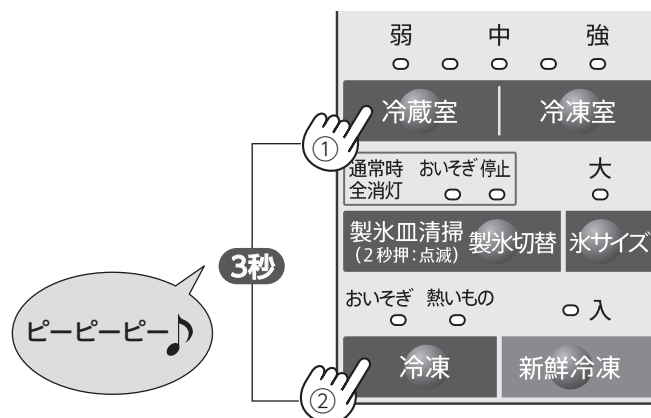 弱 中 強
冷蔵室 冷凍室
①
通常時 おいそぎ 停止 大
全消灯
製氷皿清掃 製氷切替 氷サイズ
(2秒押:点滅)
3秒
おいそぎ 熱いもの 入
ピーピーピー♪
冷凍 新鮮冷凍
②